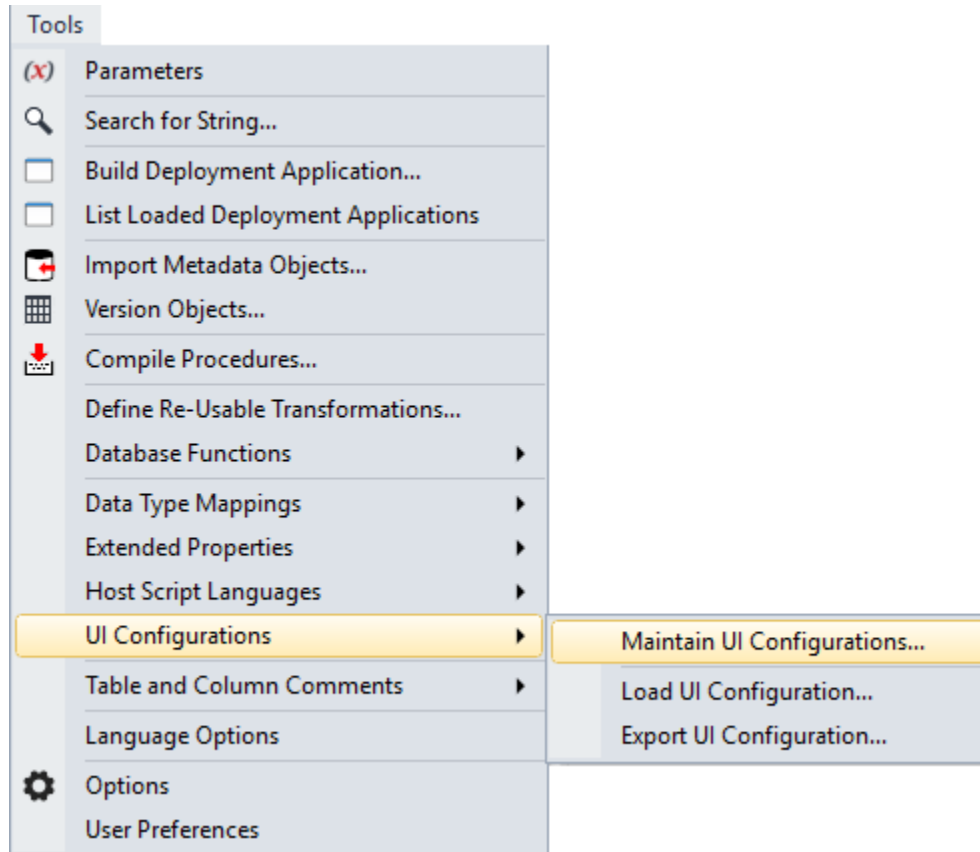 Tools
(x) Parameters
Search for String...
Build Deployment Application...
List Loaded Deployment Applications
Import Metadata Objects...
Version Objects...
Compile Procedures...
Define Re-Usable Transformations...
Database Functions
Data Type Mappings
Extended Properties
Host Script Languages
UI Configurations
Maintain UI Configurations...
Table and Column Comments
Load UI Configuration...
Language Options
Export UI Configuration...
Options
User Preferences